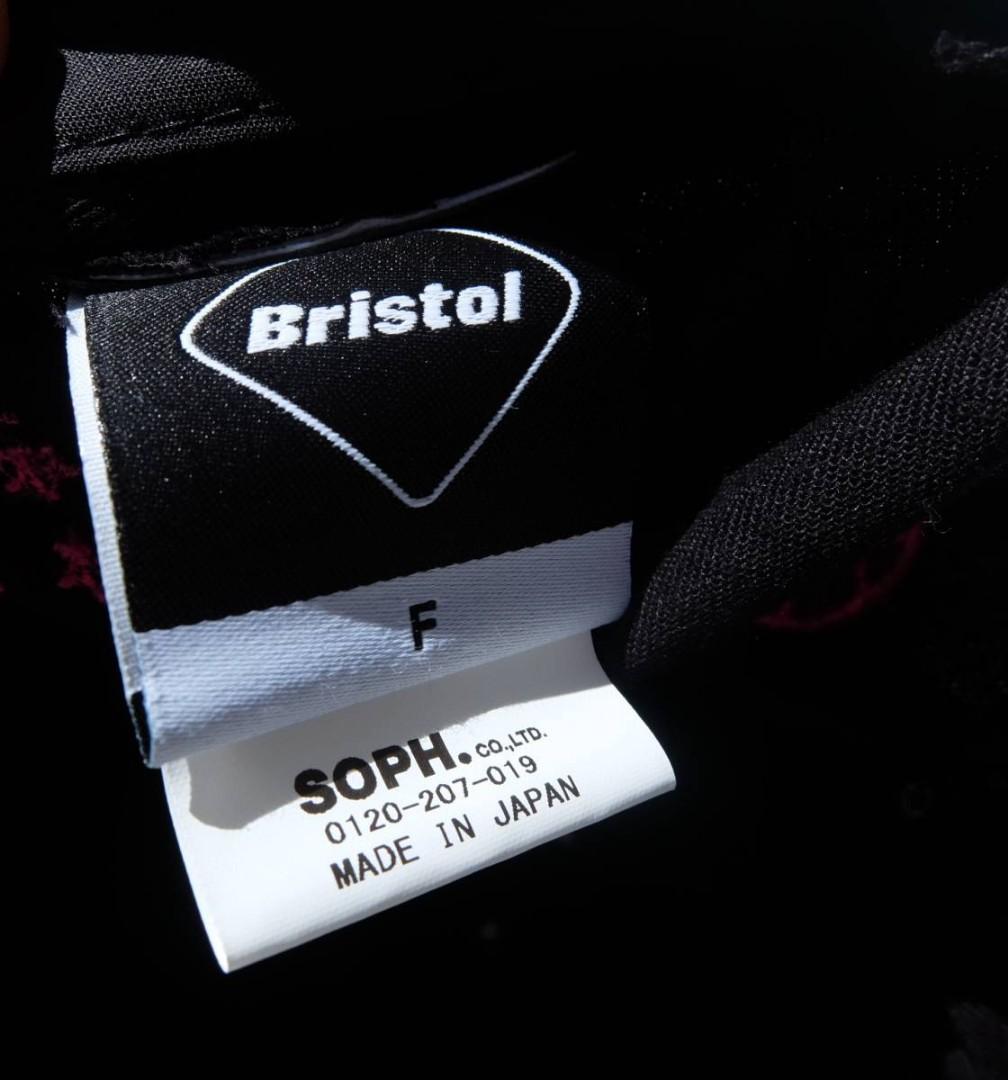 Bristol
F
SOPH. CO.,LTD.
0120-207-019
MADE IN JAPAN